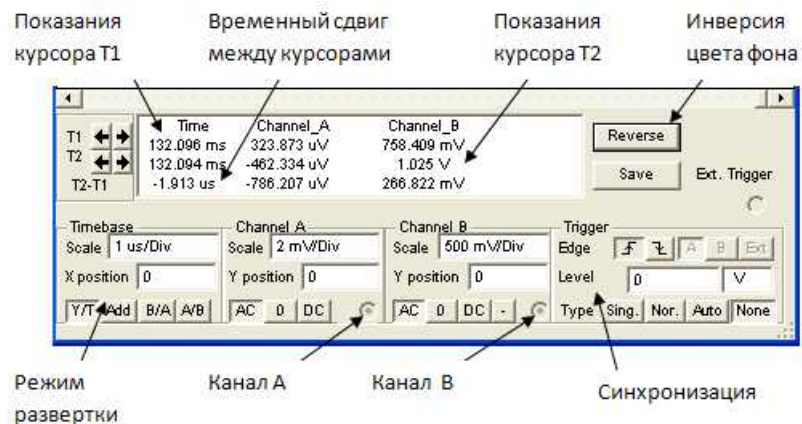 Показания Временный сдвиг Показания Инверсия
курсора Т1 между курсорами курсора Т2 цвета фона
Time Channel_A Channel_B
T1 132.096 ms 323.873 uV 758.409 mV Reverse
T2 132.094 ms -462.334 uV 1.025 V
T2-T1 -1.913 us -786.207 uV 266.822 mV Save Ext. Trigger
Timebase Channel A Channel B Trigger
Scale 1 us/Div Scale 2 mV/Div Scale 500 mV/Div Edge A B Ext
X position 0 Y position 0 Y position 0 Level 0 V
Y/T Add B/A A/B AC 0 DC AC 0 DC - Type Sing. Nor. Auto None
Режим Канал А Канал В Синхронизация
развертки